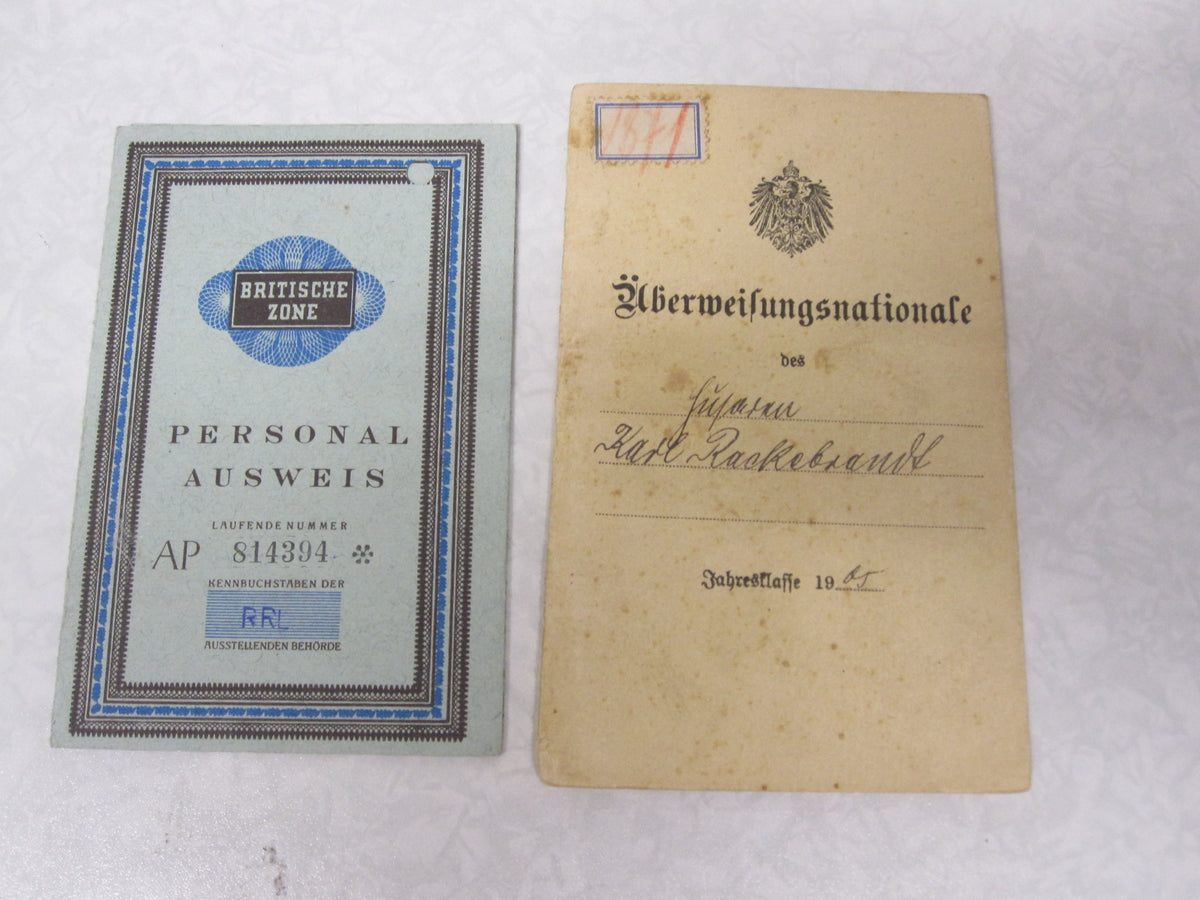 BRITISCHE
ZONE
PERSONAL
AUSWEIS
LAUFENDE NUMMER
AP 814394
KENNBUCHSTABEN DER
RRL
AUSSTELLENDEN BEHÖRDE
1871
Überweiſungsnationale
des
Huſaren
Karl Rackebrandt
Jahresklaſſe 1905